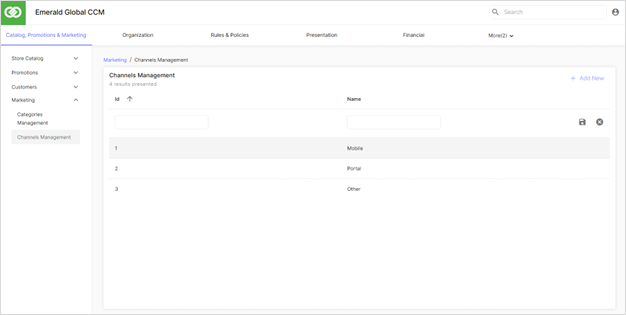 Emerald Global CCM
Search
Catalog, Promotions & Marketing
Organization
Rules & Policies
Presentation
Financial
More(2)
Store Catalog
Promotions
Customers
Marketing
Categories
Management
Channels Management
Marketing / Channels Management
Channels Management
4 results presented
+ Add New
Id
Name
1 Mobile
2 Portal
3 Other